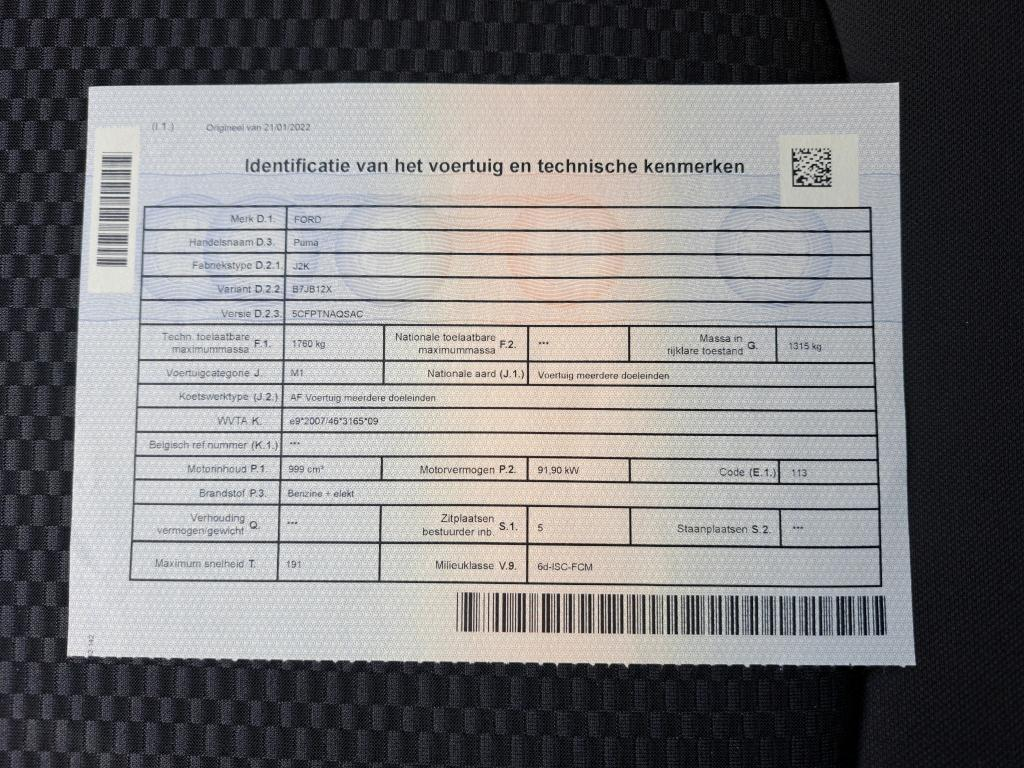 (I.1.) Origineel van 21/01/2022
Identificatie van het voertuig en technische kenmerken
Merk D.1. FORD
Handelsnaam D.3. Puma
Fabriekstype D.2.1. J2K
Variant D.2.2. B7JB12X
Versie D.2.3. 5CFPTNAQSAC
Techn. toelaatbare maximummassa F.1. 1760 kg Nationale toelaatbare maximummassa F.2. *** Massa in rijklare toestand G. 1315 kg
Voertuigcategorie J. M1 Nationale aard (J.1.) Voertuig meerdere doeleinden
Koetswerktype (J.2.) AF Voertuig meerdere doeleinden
WVTA K. e9*2007/46*3165*09
Belgisch ref nummer (K.1.) ***
Motorinhoud P.1. 999 cm³ Motorvermogen P.2. 91,90 kW Code (E.1.) 113
Brandstof P.3. Benzine + elekt
Verhouding vermogen/gewicht Q. *** Zitplaatsen bestuurder inb. S.1. 5 Staanplaatsen S.2. ***
Maximum snelheid T. 191 Milieuklasse V.9. 6d-ISC-FCM